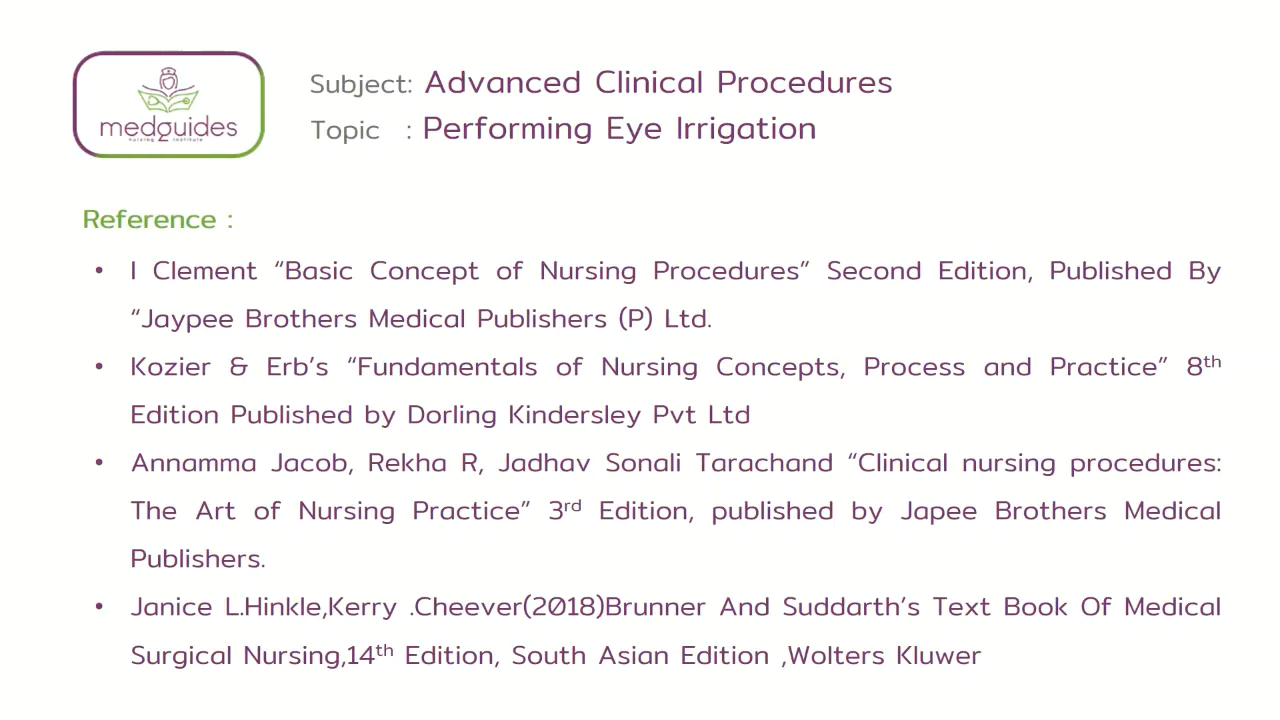 medguides
nursing institute
Subject: Advanced Clinical Procedures
Topic : Performing Eye Irrigation
Reference :
• I Clement “Basic Concept of Nursing Procedures” Second Edition, Published By
“Jaypee Brothers Medical Publishers (P) Ltd.
• Kozier & Erb’s “Fundamentals of Nursing Concepts, Process and Practice” 8th
Edition Published by Dorling Kindersley Pvt Ltd
• Annamma Jacob, Rekha R, Jadhav Sonali Tarachand “Clinical nursing procedures:
The Art of Nursing Practice” 3rd Edition, published by Japee Brothers Medical
Publishers.
• Janice L.Hinkle,Kerry .Cheever(2018)Brunner And Suddarth’s Text Book Of Medical
Surgical Nursing,14th Edition, South Asian Edition ,Wolters Kluwer